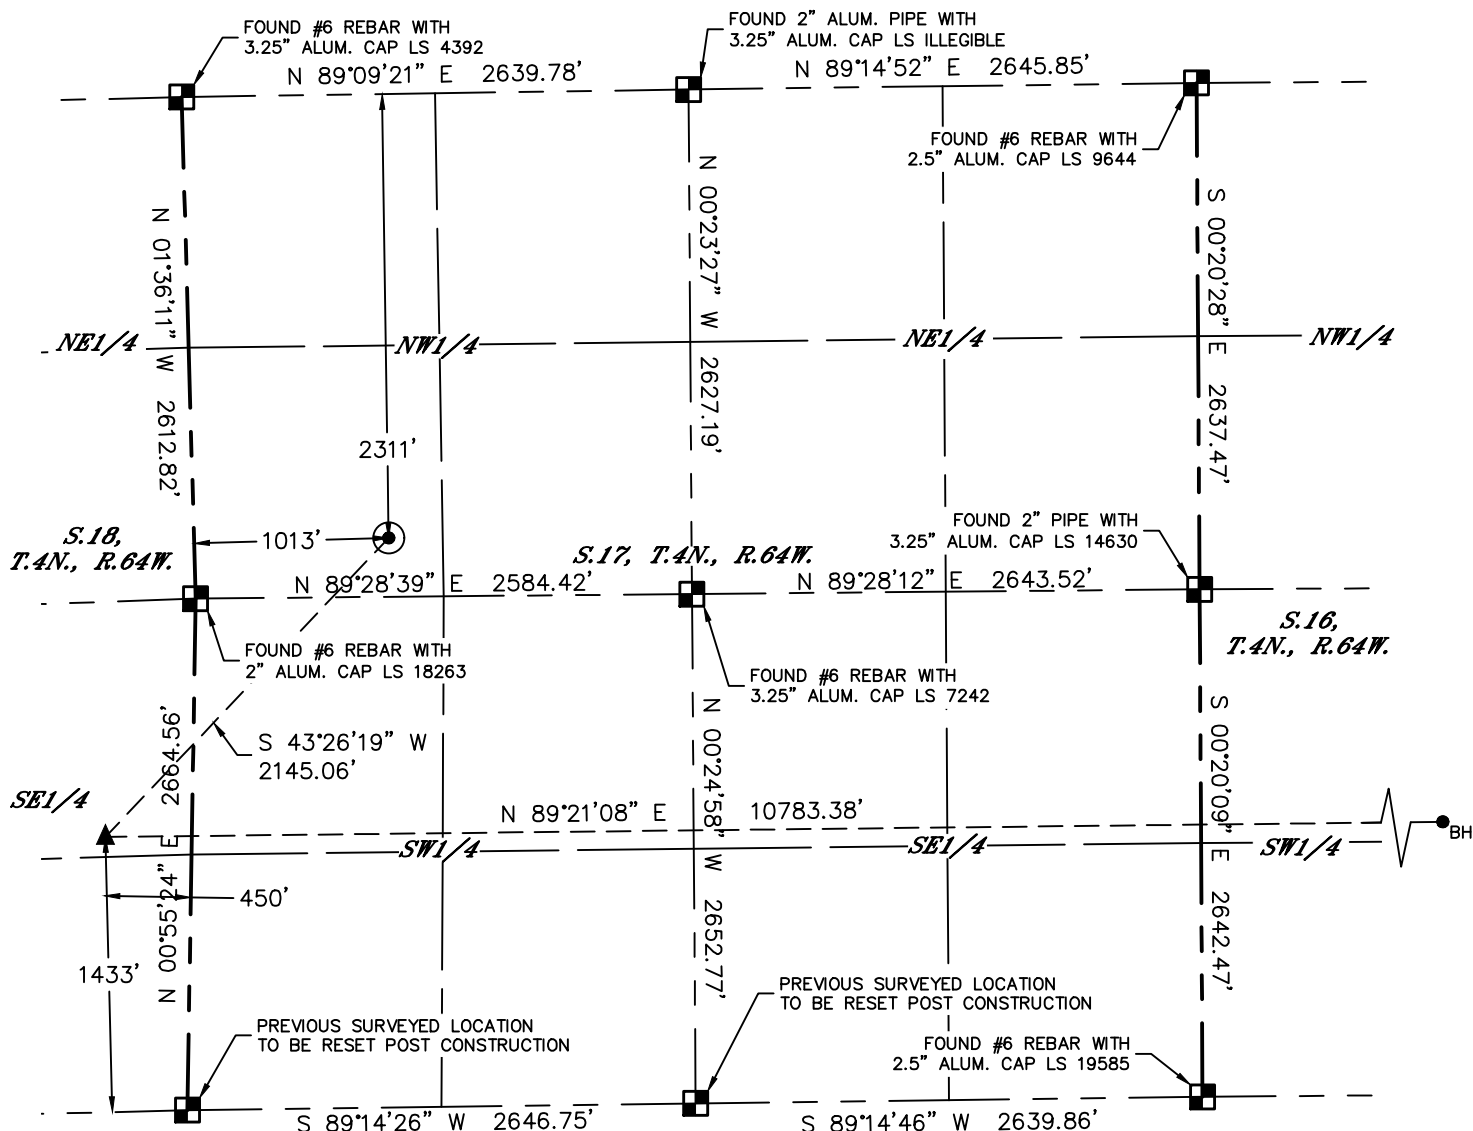 FOUND #6 REBAR WITH
3.25” ALUM. CAP LS 4392
N 89°09’21” E 2639.78’
FOUND 2” ALUM. PIPE WITH
3.25” ALUM. CAP LS ILLEGIBLE
N 89°14’52” E 2645.85’
FOUND #6 REBAR WITH
2.5” ALUM. CAP LS 9644
N 01°36’11” W 2612.82’
N 00°23’27” W 2627.19’
S 00°20’28” E 2637.47’
NE1/4
NW1/4
NE1/4
NW1/4
2311’
1013’
S.18,
T.4N., R.64W.
S.17, T.4N., R.64W.
FOUND 2” PIPE WITH
3.25” ALUM. CAP LS 14630
N 89°28’39” E 2584.42’
N 89°28’12” E 2643.52’
S.16,
T.4N., R.64W.
FOUND #6 REBAR WITH
2” ALUM. CAP LS 18263
FOUND #6 REBAR WITH
3.25” ALUM. CAP LS 7242
S 43°26’19” W
2145.06’
N 00°55’24” E 2664.56’
N 00°24’58” W 2652.77’
S 00°20’09” E 2642.47’
SE1/4
N 89°21’08” E 10783.38’
BH
SW1/4
SE1/4
SW1/4
450’
1433’
PREVIOUS SURVEYED LOCATION
TO BE RESET POST CONSTRUCTION
PREVIOUS SURVEYED LOCATION
TO BE RESET POST CONSTRUCTION
FOUND #6 REBAR WITH
2.5” ALUM. CAP LS 19585
S 89°14’26” W 2646.75’
S 89°14’46” W 2639.86’